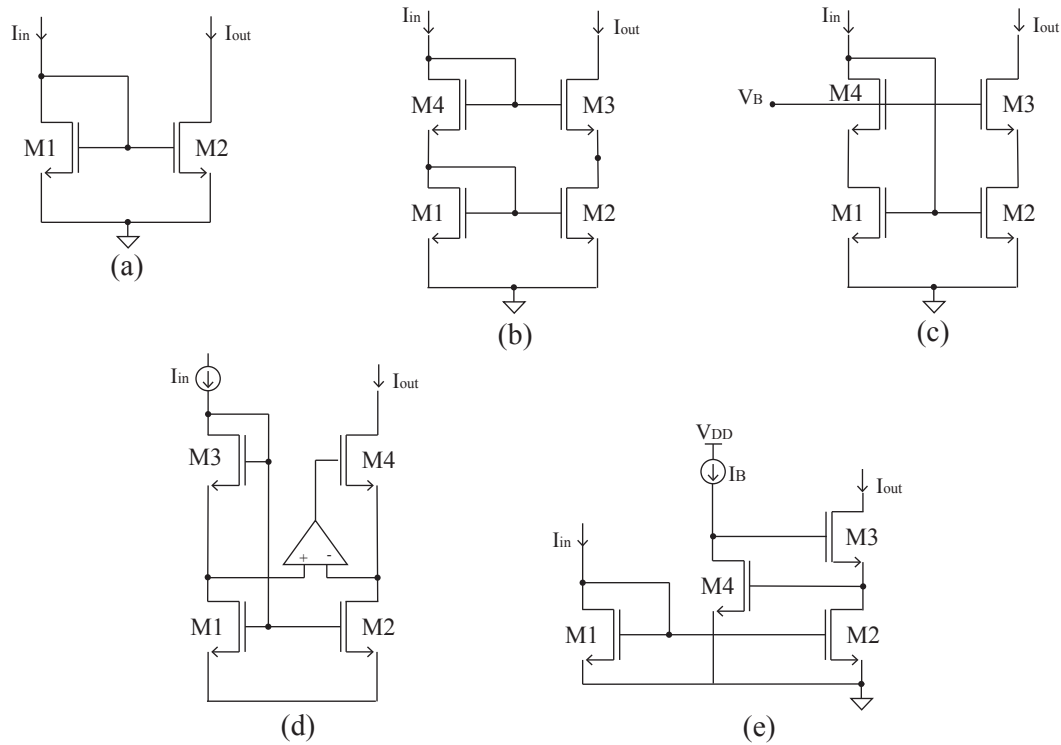 Iin
Iout
M1
M2
(a)
Iin
Iout
M4
M3
M1
M2
(b)
Iin
Iout
VB
M4
M3
M1
M2
(c)
Iin
Iout
M3
M4
+ -
M1
M2
(d)
VDD
IB
Iout
M3
Iin
M4
M1
M2
(e)